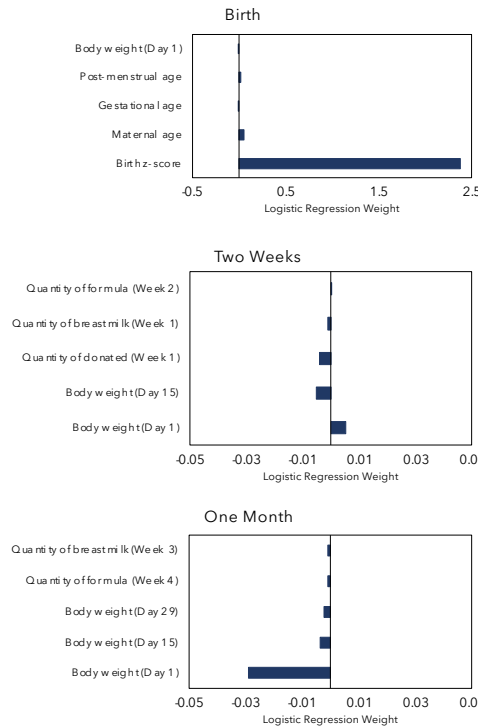 Birth
Body weight (Day 1)
Post-menstrual age
Gestational age
Maternal age
Birth z-score
-0.5 0.5 1.5 2.5
Logistic Regression Weight
Two Weeks
Quantity of formula (Week 2)
Quantity of breastmilk (Week 1)
Quantity of donated (Week 1)
Body weight (Day 15)
Body weight (Day 1)
-0.05 -0.03 -0.01 0.01 0.03 0.0
Logistic Regression Weight
One Month
Quantity of breastmilk (Week 3)
Quantity of formula (Week 4)
Body weight (Day 29)
Body weight (Day 15)
Body weight (Day 1)
-0.05 -0.03 -0.01 0.01 0.03 0.0
Logistic Regression Weight